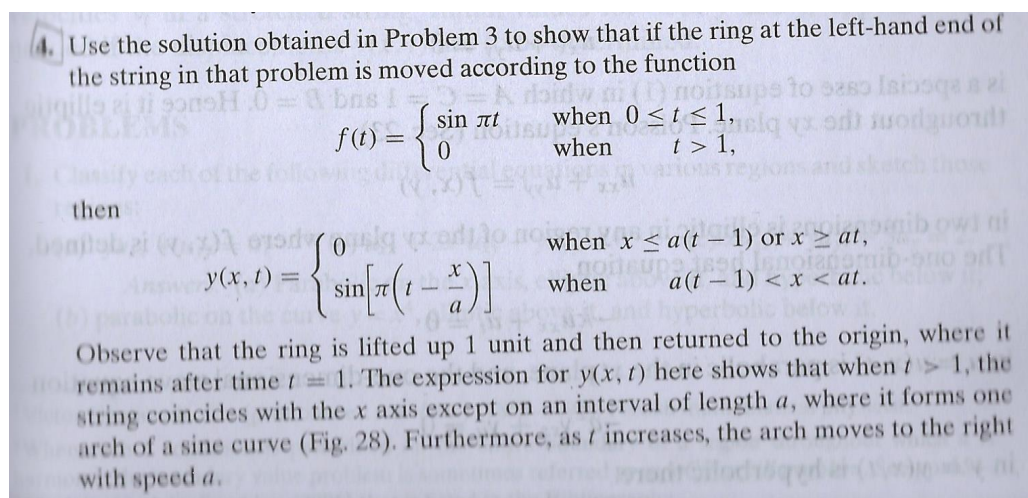 4. Use the solution obtained in Problem 3 to show that if the ring at the left-hand end of
the string in that problem is moved according to the function
f(t) = { sin πt when 0 ≤ t ≤ 1,
0 when t > 1,
then
y(x, t) = { 0 when x ≤ a(t − 1) or x ≥ at,
sin[π(t − x/a)] when a(t − 1) < x < at.
Observe that the ring is lifted up 1 unit and then returned to the origin, where it
remains after time t = 1. The expression for y(x, t) here shows that when t > 1, the
string coincides with the x axis except on an interval of length a, where it forms one
arch of a sine curve (Fig. 28). Furthermore, as t increases, the arch moves to the right
with speed a.